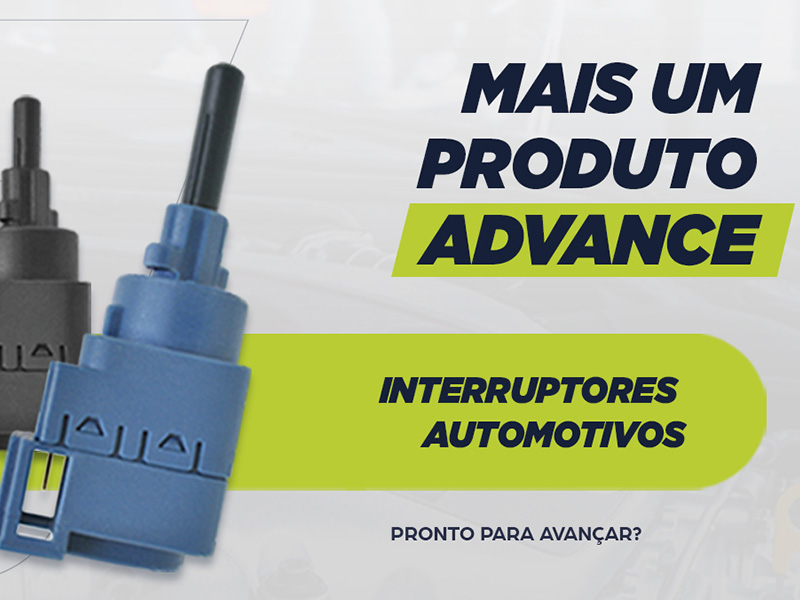 MAIS UM
PRODUTO
ADVANCE
INTERRUPTORES
AUTOMOTIVOS
PRONTO PARA AVANÇAR?